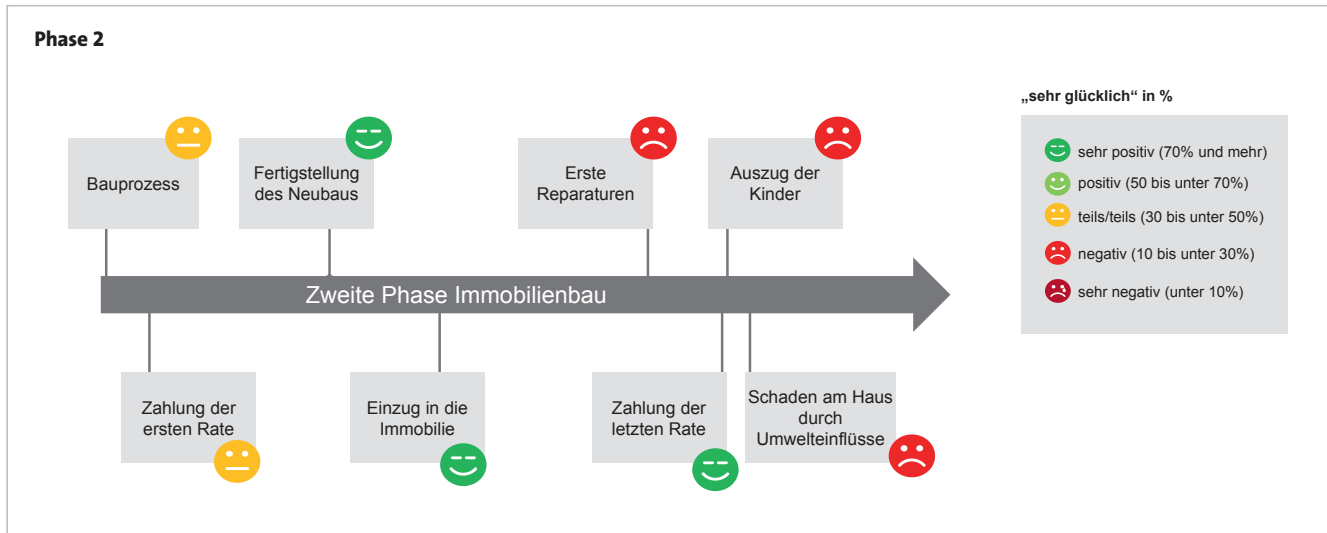 Phase 2
„sehr glücklich“ in %
Bauprozess
Fertigstellung
des Neubaus
Erste
Reparaturen
Auszug der
Kinder
sehr positiv (70% und mehr)
positiv (50 bis unter 70%)
teils/teils (30 bis unter 50%)
negativ (10 bis unter 30%)
sehr negativ (unter 10%)
Zweite Phase Immobilienbau
Zahlung der
ersten Rate
Einzug in die
Immobilie
Zahlung der
letzten Rate
Schaden am Haus
durch
Umwelteinflüsse